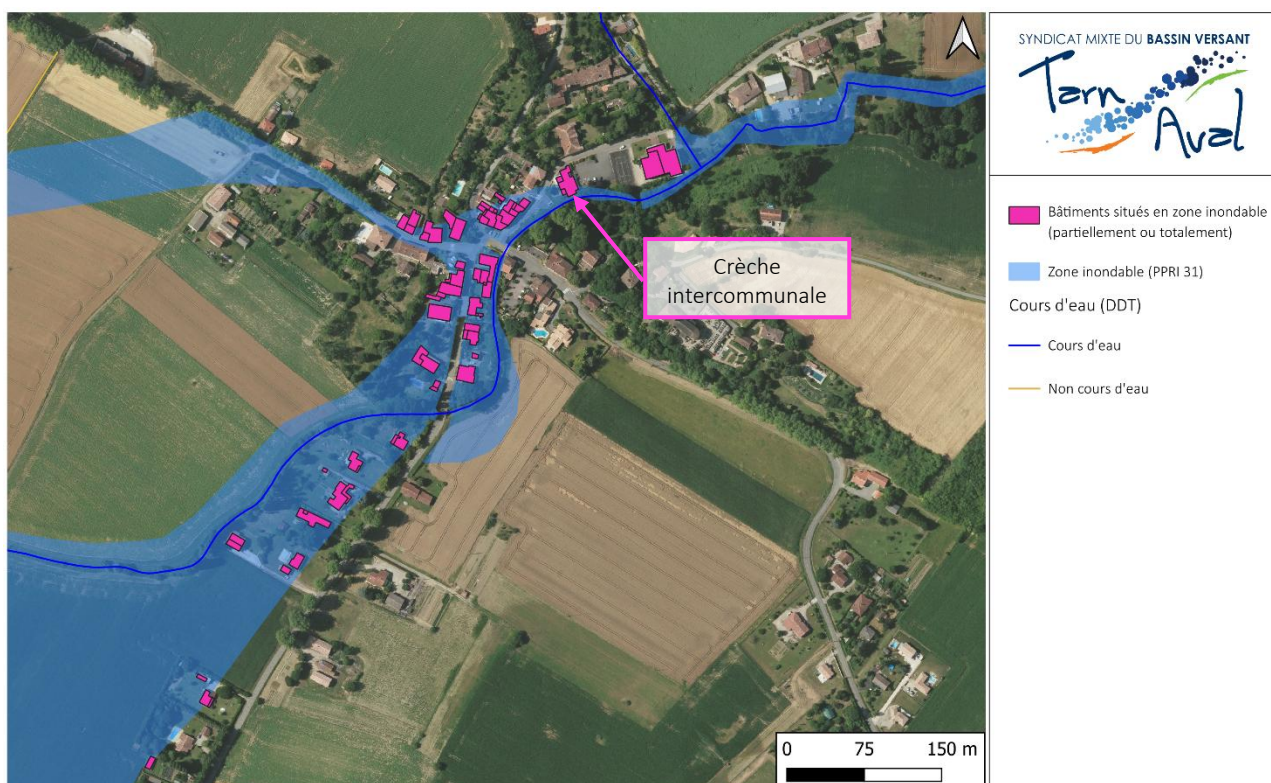 Crèche
intercommunale
0 75 150 m
SYNDICAT MIXTE DU BASSIN VERSANT
Tarn
Aval
Bâtiments situés en zone inondable
(partiellement ou totalement)
Zone inondable (PPRI 31)
Cours d'eau (DDT)
Cours d'eau
Non cours d'eau